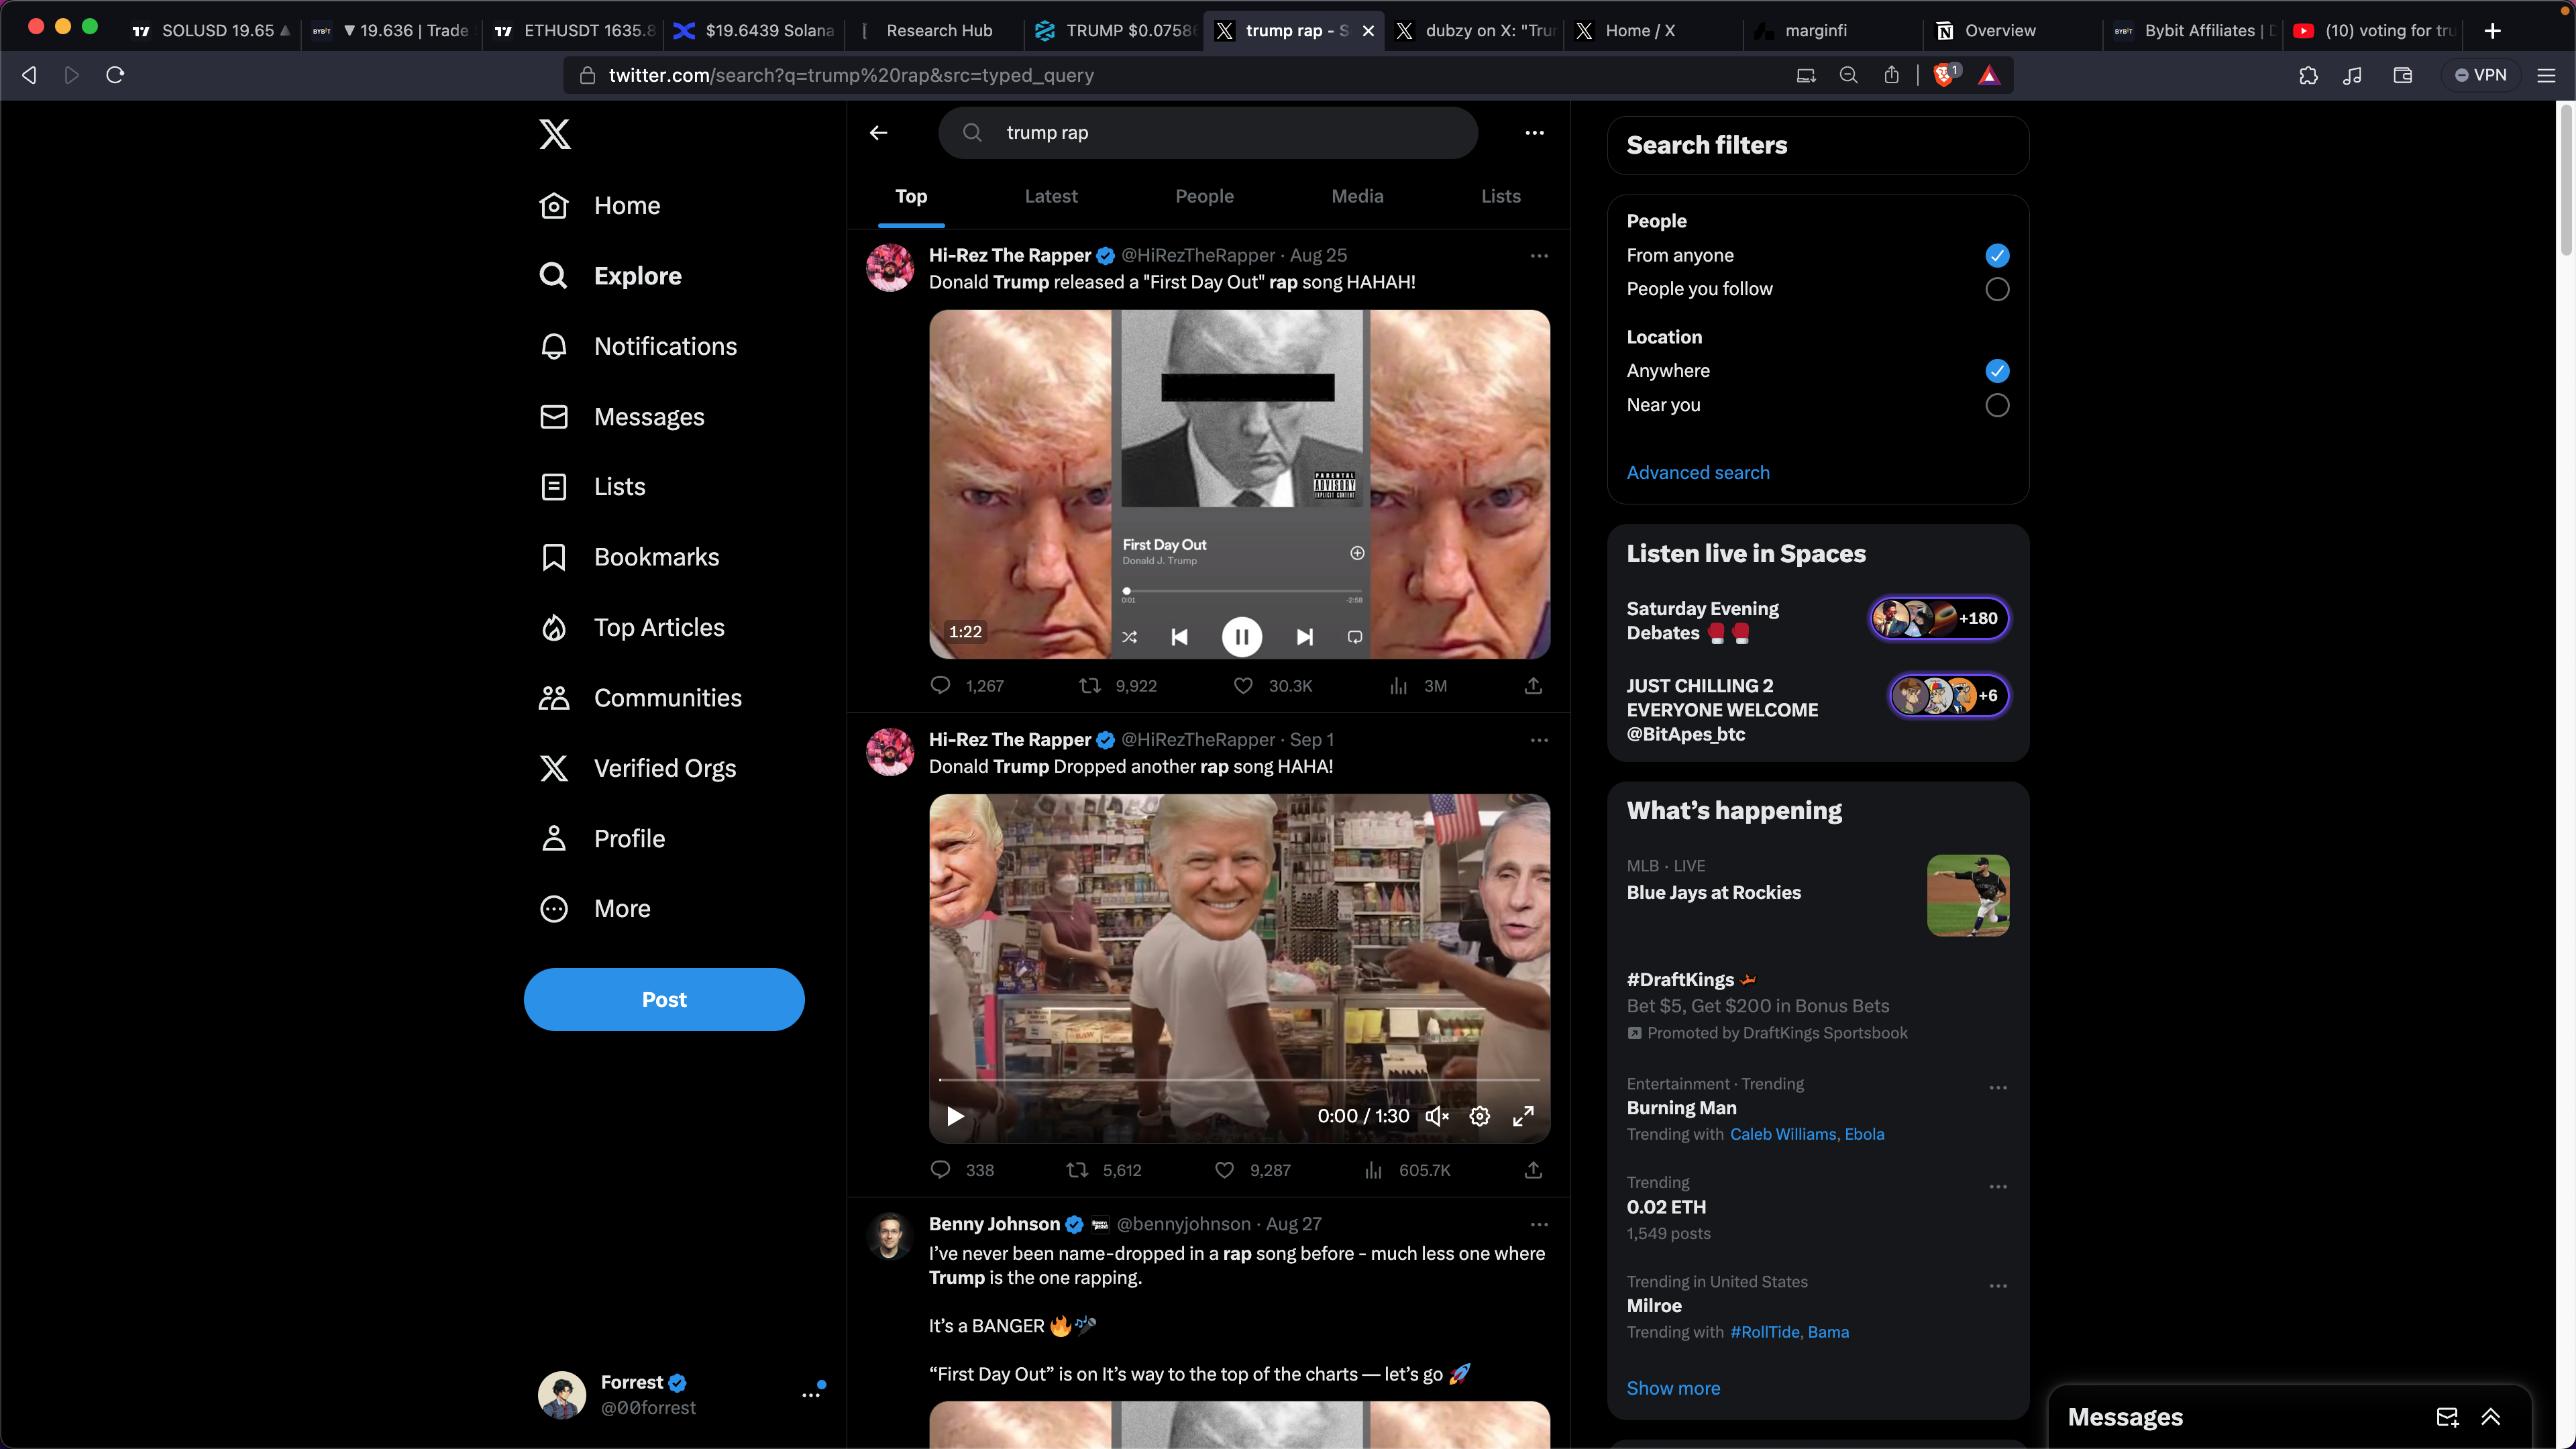 SOLUSD 19.65
BYBIT
19.636 | Trade
ETHUSDT 1635.8
$19.6439 Solana
Research Hub
TRUMP $0.0758
trump rap - S
dubzy on X: "Tru
Home / X
marginfi
Overview
BYBIT
Bybit Affiliates |
(10) voting for tru
twitter.com/search?q=trump%20rap&src=typed_query
1
VPN
Home
Explore
Notifications
Messages
Lists
Bookmarks
Top Articles
Communities
Verified Orgs
Profile
More
Post
Forrest
@00forrest
trump rap
Top
Latest
People
Media
Lists
Hi-Rez The Rapper @HiRezTheRapper · Aug 25
Donald Trump released a "First Day Out" rap song HAHAH!
PARENTAL
ADVISORY
EXPLICIT CONTENT
First Day Out
Donald J. Trump
0:01
-2:58
1:22
1,267
9,922
30.3K
3M
Hi-Rez The Rapper @HiRezTheRapper · Sep 1
Donald Trump Dropped another rap song HAHA!
RAW
0:00 / 1:30
338
5,612
9,287
605.7K
Benny Johnson @bennyjohnson · Aug 27
I’ve never been name-dropped in a rap song before - much less one where
Trump is the one rapping.
It’s a BANGER 🔥🎶🎤
“First Day Out” is on It’s way to the top of the charts — let’s go 🚀
Search filters
People
From anyone
People you follow
Location
Anywhere
Near you
Advanced search
Listen live in Spaces
Saturday Evening
Debates 🥊🥊
+180
JUST CHILLING 2
EVERYONE WELCOME
@BitApes_btc
+6
What’s happening
MLB · LIVE
Blue Jays at Rockies
#DraftKings
Bet $5, Get $200 in Bonus Bets
Promoted by DraftKings Sportsbook
Entertainment · Trending
Burning Man
Trending with Caleb Williams, Ebola
Trending
0.02 ETH
1,549 posts
Trending in United States
Milroe
Trending with #RollTide, Bama
Show more
Messages